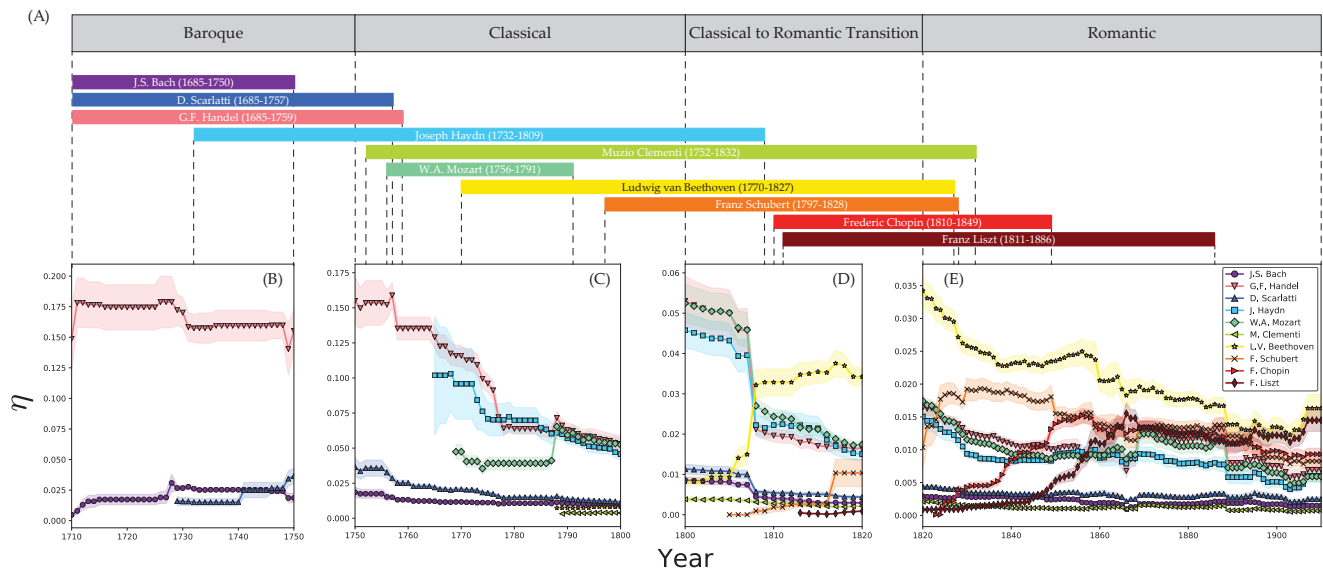 (A)
Baroque Classical Classical to Romantic Transition Romantic
J.S. Bach (1685-1750)
D. Scarlatti (1685-1757)
G.F. Handel (1685-1759)
Joseph Haydn (1732-1809)
Muzio Clementi (1752-1832)
W.A. Mozart (1756-1791)
Ludwig van Beethoven (1770-1827)
Franz Schubert (1797-1828)
Frederic Chopin (1810-1849)
Franz Liszt (1811-1886)
η
(B)
0.200
0.175
0.150
0.125
0.100
0.075
0.050
0.025
0.000
1710 1720 1730 1740 1750
(C)
0.175
0.150
0.125
0.100
0.075
0.050
0.025
0.000
1750 1760 1770 1780 1790 1800
(D)
0.06
0.05
0.04
0.03
0.02
0.01
0.00
1800 1810 1820
(E)
0.035
0.030
0.025
0.020
0.015
0.010
0.005
0.000
1820 1840 1860 1880 1900
J.S. Bach
G.F. Handel
D. Scarlatti
J. Haydn
W.A. Mozart
M. Clementi
L.V. Beethoven
F. Schubert
F. Chopin
F. Liszt
Year